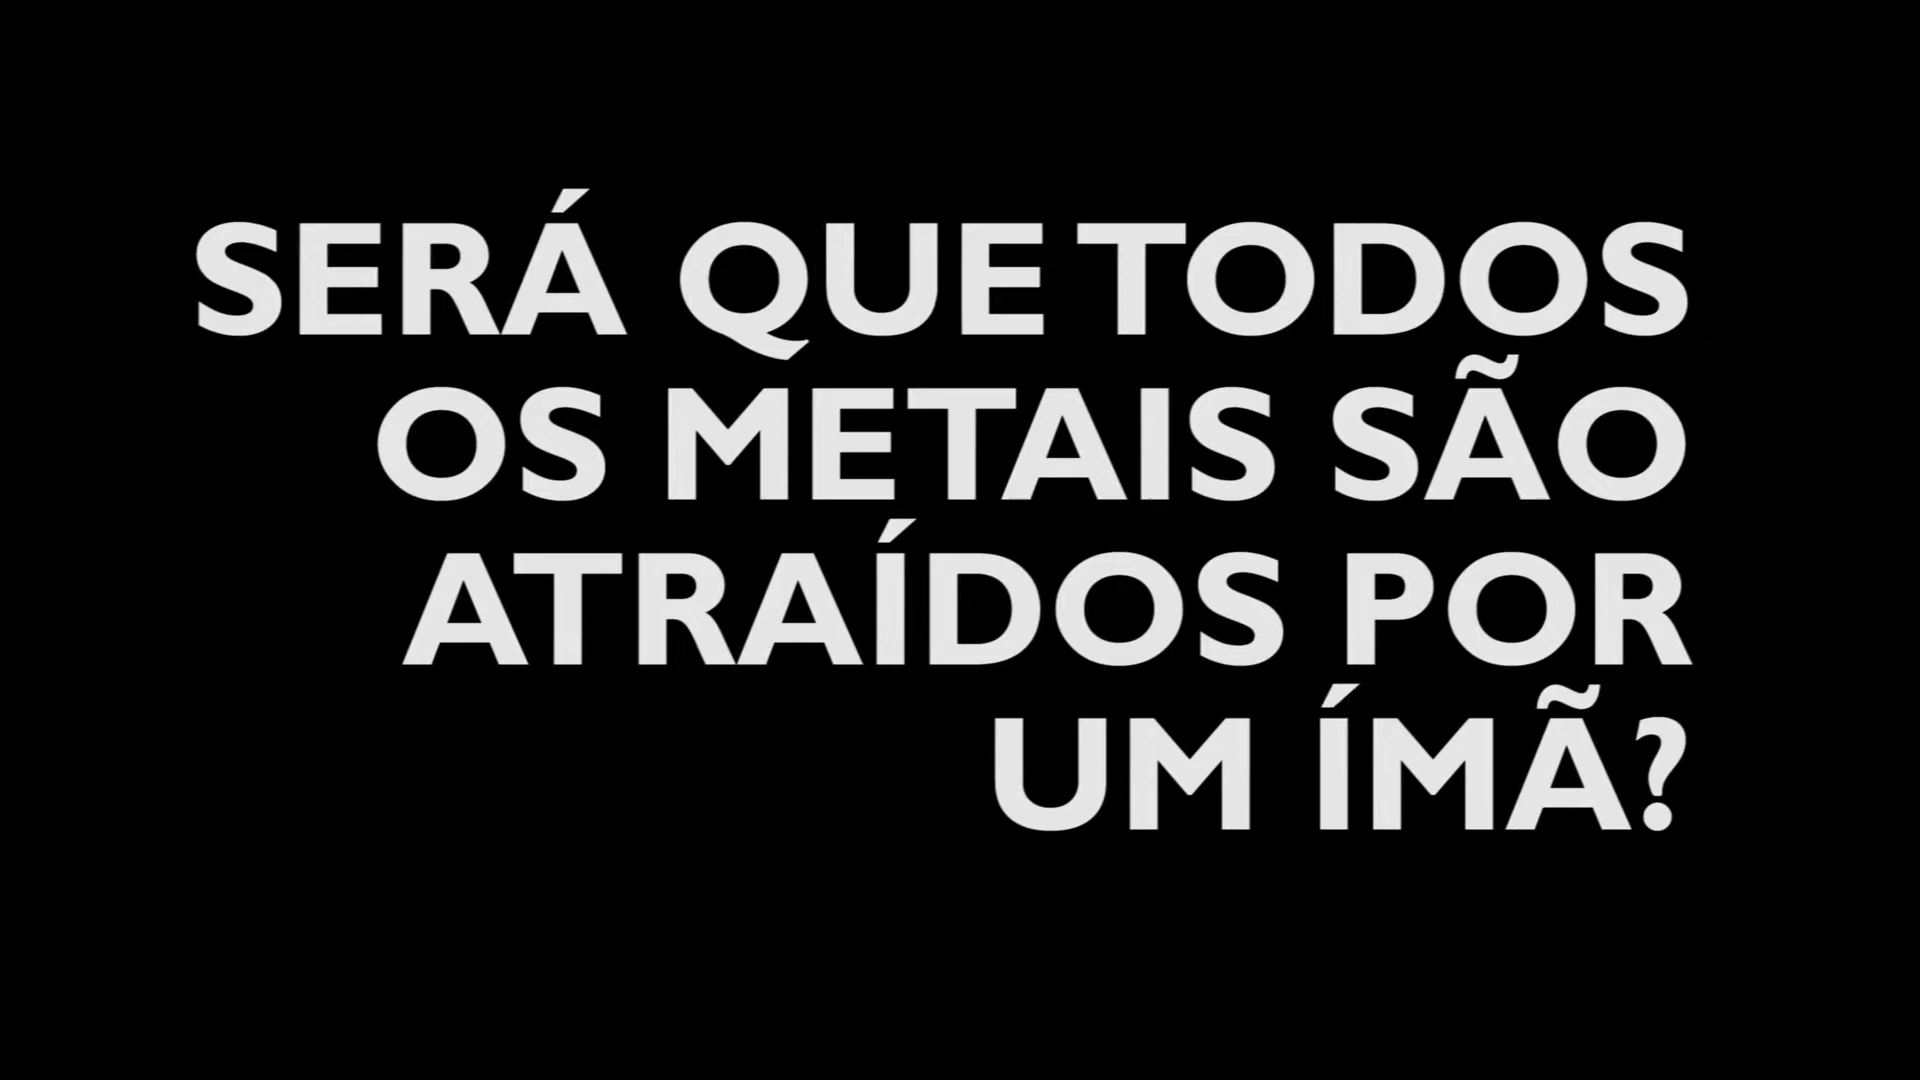 SERÁ QUE TODOS
OS METAIS SÃO
ATRAÍDOS POR
UM ÍMÃ?